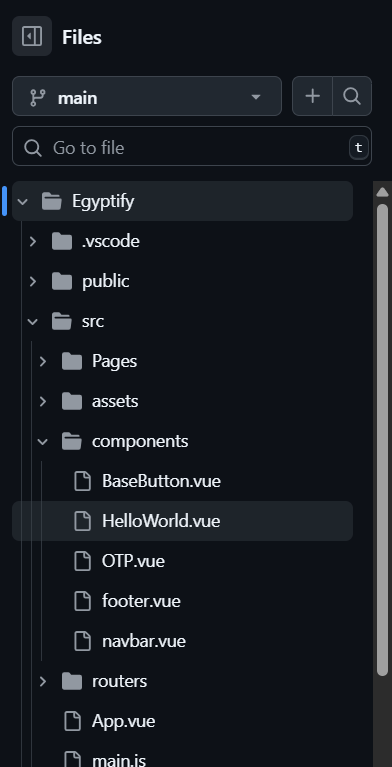 Files
main
Go to file t
Egyptify
.vscode
public
src
Pages
assets
components
BaseButton.vue
HelloWorld.vue
OTP.vue
footer.vue
navbar.vue
routers
App.vue
main.js